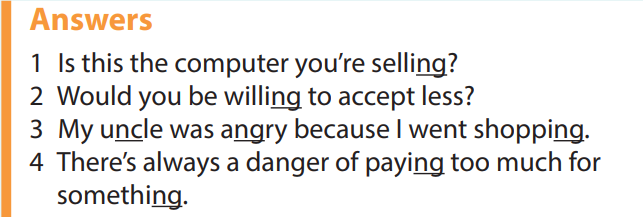 Answers
1 Is this the computer you're selling?
2 Would you be willing to accept less?
3 My uncle was angry because I went shopping.
4 There's always a danger of paying too much for
something.